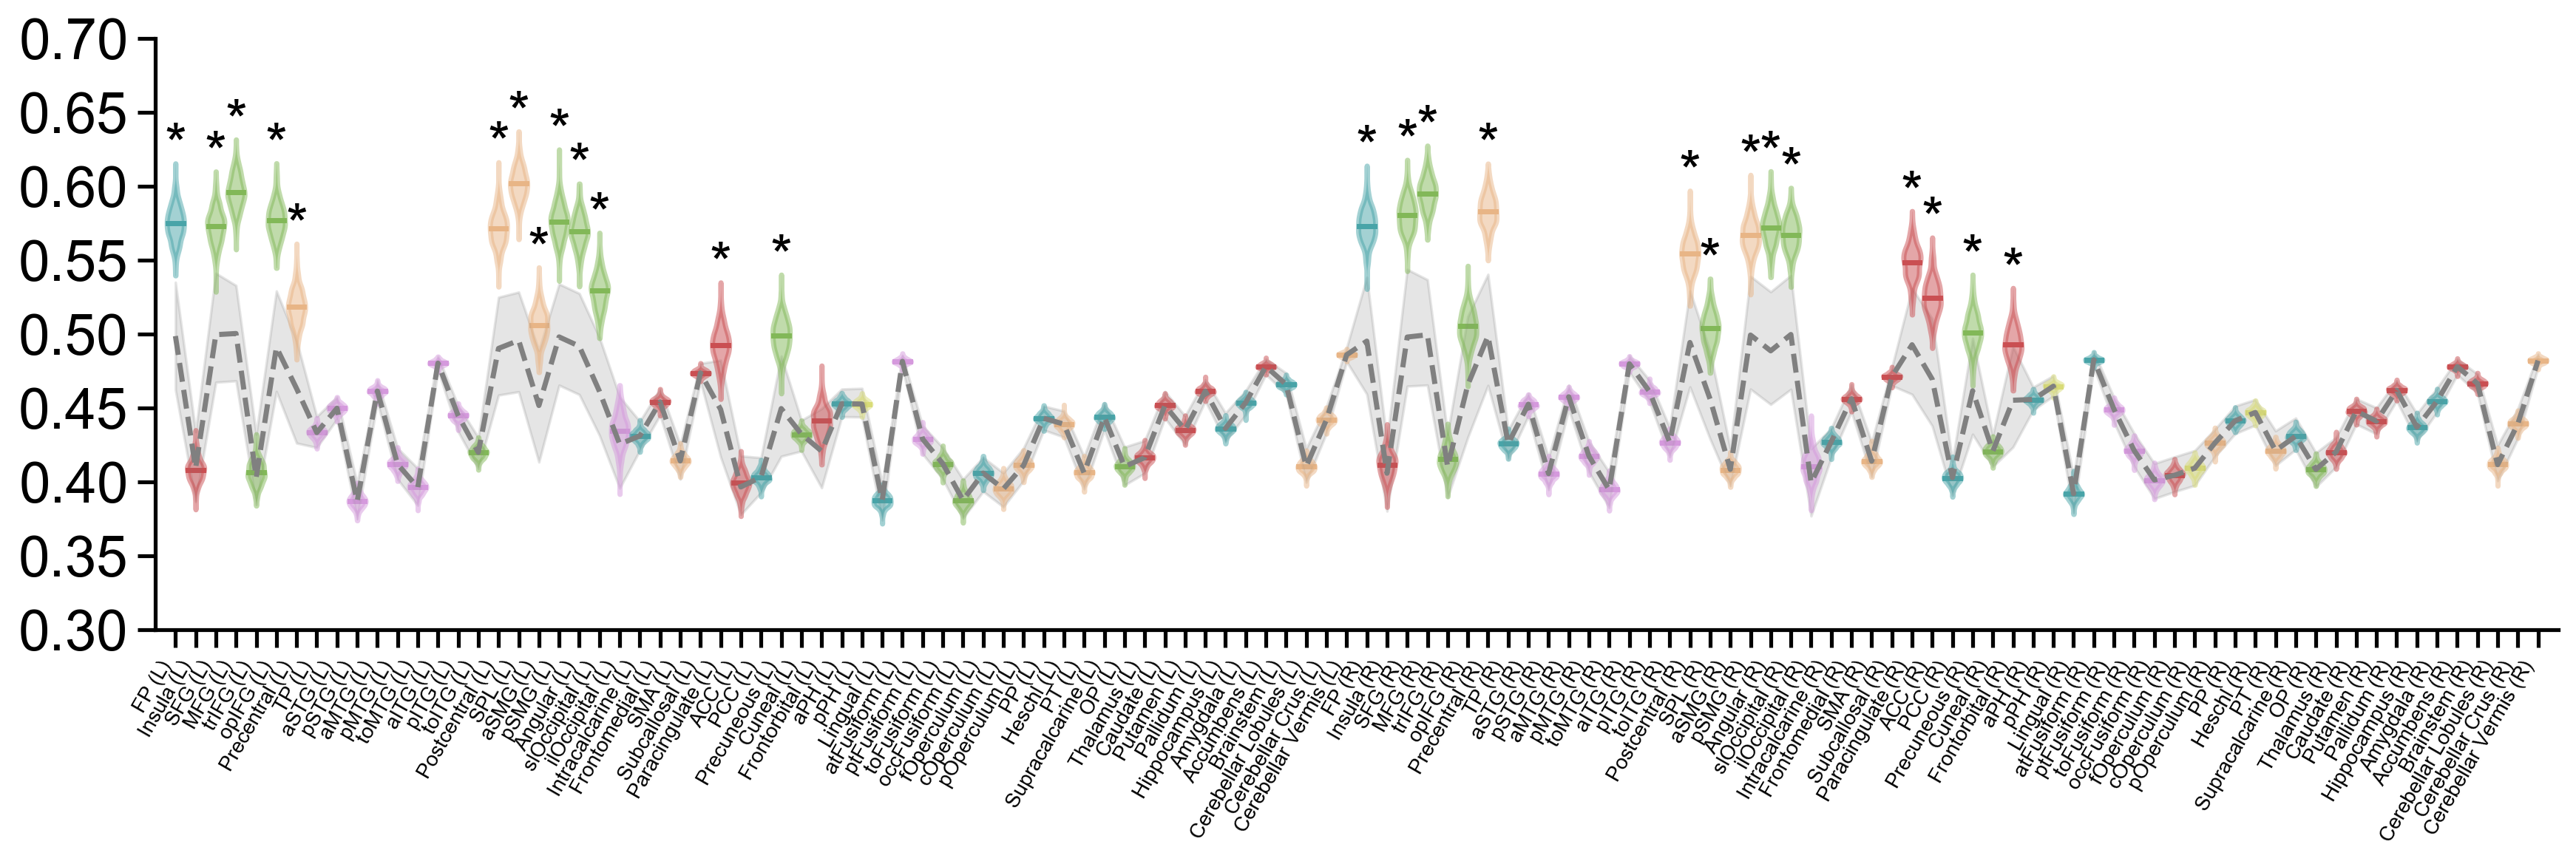 0.70
0.65
0.60
0.55
0.50
0.45
0.40
0.35
0.30
* * * * * * * * * * * * * * * * * * * * * * * * * * * *
FP (L)
Insula (L)
SFG (L)
MFG (L)
triIFG (L)
opIFG (L)
Precentral (L)
TP (L)
aSTG (L)
pSTG (L)
aMTG (L)
pMTG (L)
toMTG (L)
aITG (L)
pITG (L)
toITG (L)
Postcentral (L)
SPL (L)
aSMG (L)
pSMG (L)
Angular (L)
slOccipital (L)
ilOccipital (L)
Intracalcarine (L)
Frontomedial (L)
SMA (L)
Subcallosal (L)
Paracingulate (L)
ACC (L)
PCC (L)
Precuneous (L)
Cuneal (L)
Frontorbital (L)
aPH (L)
pPH (L)
Lingual (L)
atFusiform (L)
ptFusiform (L)
toFusiform (L)
occFusiform (L)
fOperculum (L)
cOperculum (L)
pOperculum (L)
PP (L)
Heschl (L)
PT (L)
Supracalcarine (L)
OP (L)
Thalamus (L)
Caudate (L)
Putamen (L)
Pallidum (L)
Hippocampus (L)
Amygdala (L)
Accumbens (L)
Brainstem (L)
Cerebellar Lobules (L)
Cerebellar Crus (L)
Cerebellar Vermis (L)
FP (R)
Insula (R)
SFG (R)
MFG (R)
triIFG (R)
opIFG (R)
Precentral (R)
TP (R)
aSTG (R)
pSTG (R)
aMTG (R)
pMTG (R)
toMTG (R)
aITG (R)
pITG (R)
toITG (R)
Postcentral (R)
SPL (R)
aSMG (R)
pSMG (R)
Angular (R)
slOccipital (R)
ilOccipital (R)
Intracalcarine (R)
Frontomedial (R)
SMA (R)
Subcallosal (R)
Paracingulate (R)
ACC (R)
PCC (R)
Precuneous (R)
Cuneal (R)
Frontorbital (R)
aPH (R)
pPH (R)
Lingual (R)
atFusiform (R)
ptFusiform (R)
toFusiform (R)
occFusiform (R)
fOperculum (R)
cOperculum (R)
pOperculum (R)
PP (R)
Heschl (R)
PT (R)
Supracalcarine (R)
OP (R)
Thalamus (R)
Caudate (R)
Putamen (R)
Pallidum (R)
Hippocampus (R)
Amygdala (R)
Accumbens (R)
Brainstem (R)
Cerebellar Lobules (R)
Cerebellar Crus (R)
Cerebellar Vermis (R)